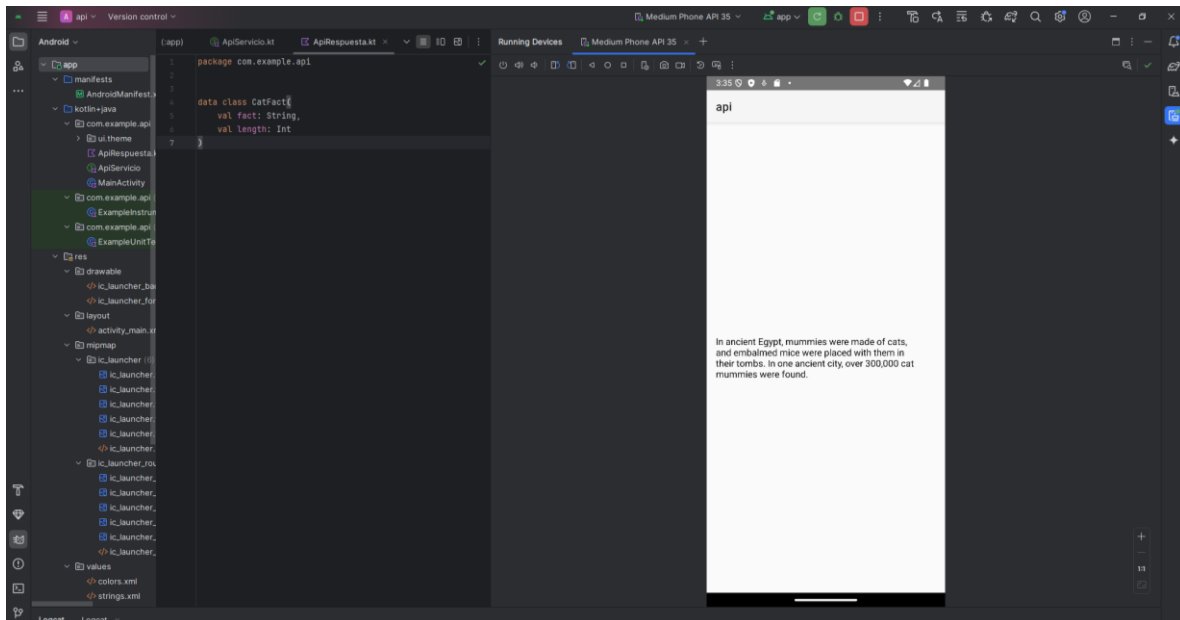 api
Version control
Medium Phone API 35
app
Android
(:app)
ApiServicio.kt
ApiRespuesta.kt
Running Devices
Medium Phone API 35
app
manifests
AndroidManifest.
kotlin+java
com.example.api
ui.theme
ApiRespuesta.
ApiServicio
MainActivity
com.example.api
ExampleInstrun
com.example.api
ExampleUnitTe
res
drawable
ic_launcher_ba
ic_launcher_for
layout
activity_main.x
mipmap
ic_launcher (6)
ic_launcher.
ic_launcher.
ic_launcher.
ic_launcher.
ic_launcher.
ic_launcher.
ic_launcher_rou
ic_launcher_
ic_launcher_
ic_launcher_
ic_launcher_
ic_launcher_
ic_launcher_
values
colors.xml
strings.xml
1 package com.example.api
2
3
4 data class CatFact(
5 val fact: String,
6 val length: Int
7 )
3:35
api
In ancient Egypt, mummies were made of cats,
and embalmed mice were placed with them in
their tombs. In one ancient city, over 300,000 cat
mummies were found.
1:1
Logcat Logcat